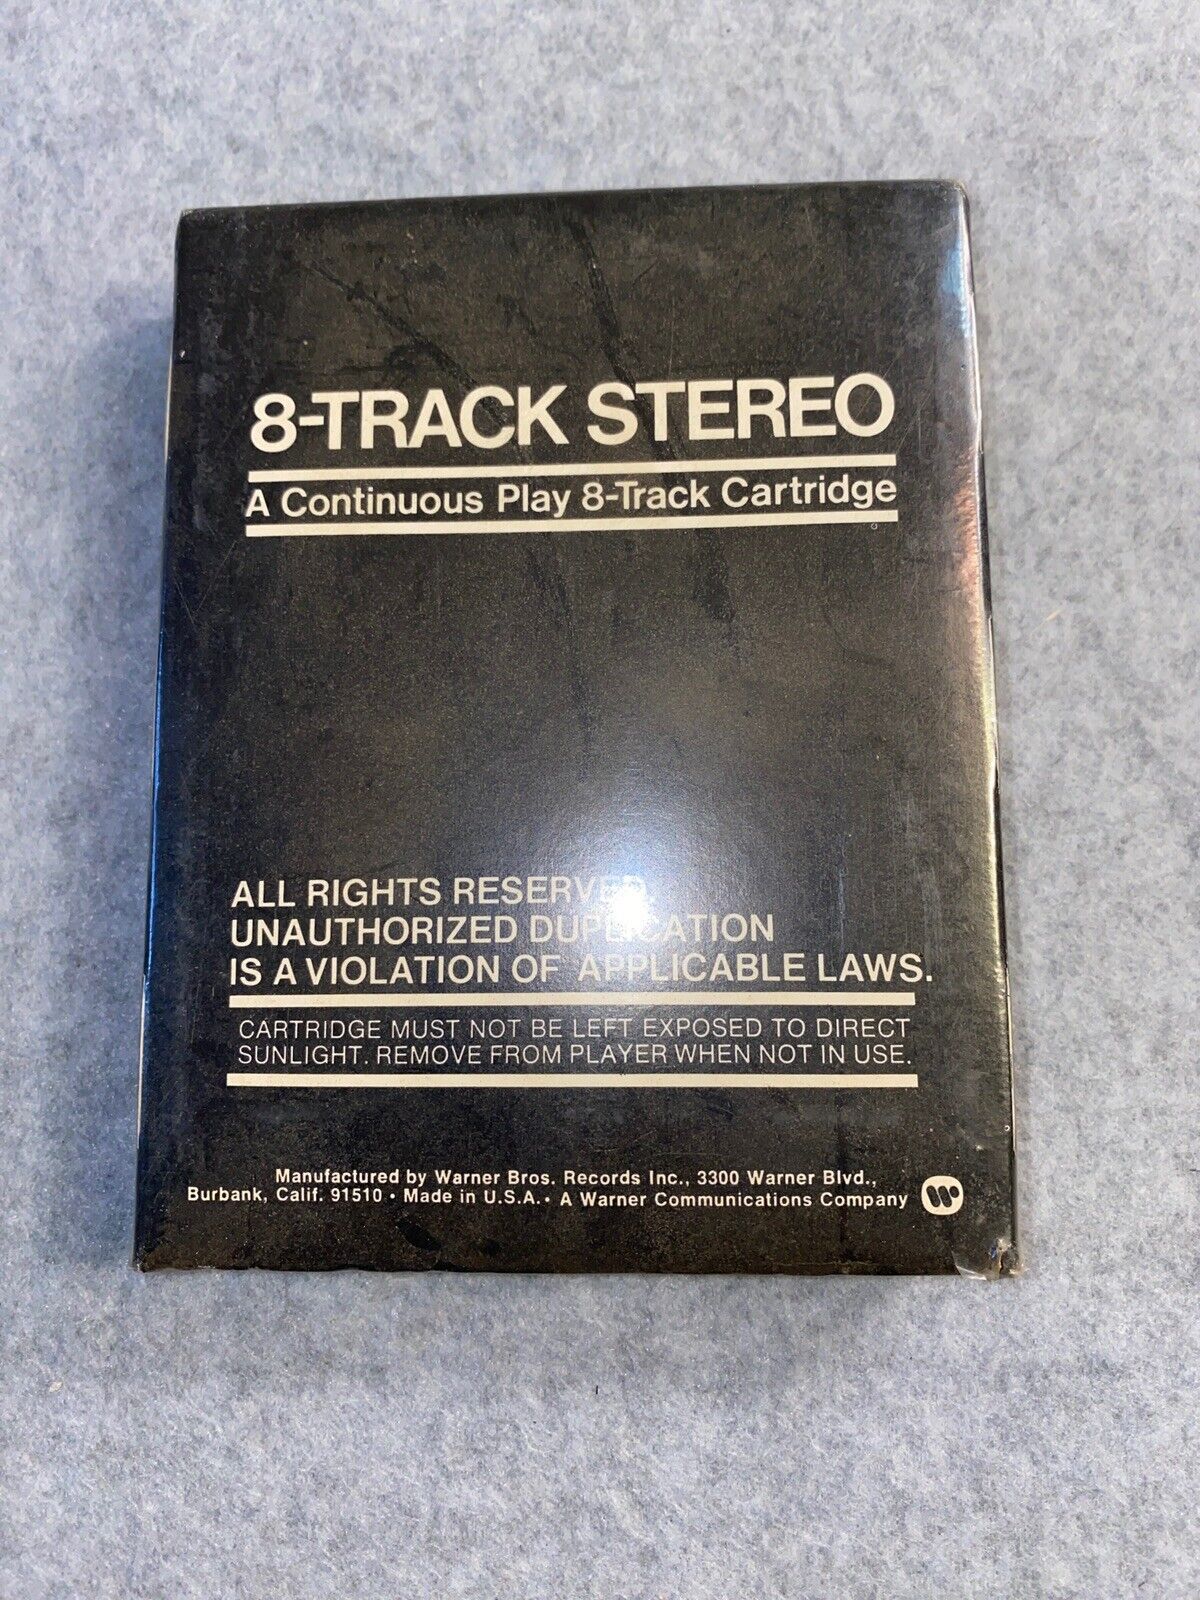 8-TRACK STEREO
A Continuous Play 8-Track Cartridge
ALL RIGHTS RESERVED.
UNAUTHORIZED DUPLICATION
IS A VIOLATION OF APPLICABLE LAWS.
CARTRIDGE MUST NOT BE LEFT EXPOSED TO DIRECT
SUNLIGHT. REMOVE FROM PLAYER WHEN NOT IN USE.
Manufactured by Warner Bros. Records Inc., 3300 Warner Blvd.,
Burbank, Calif. 91510 • Made in U.S.A. • A Warner Communications Company